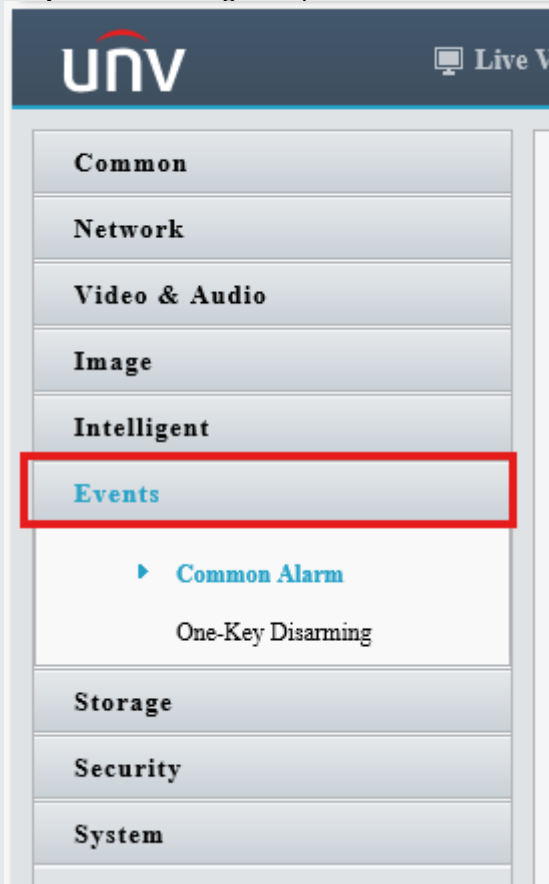 unv
Live
Common
Network
Video & Audio
Image
Intelligent
Events
Common Alarm
One-Key Disarming
Storage
Security
System